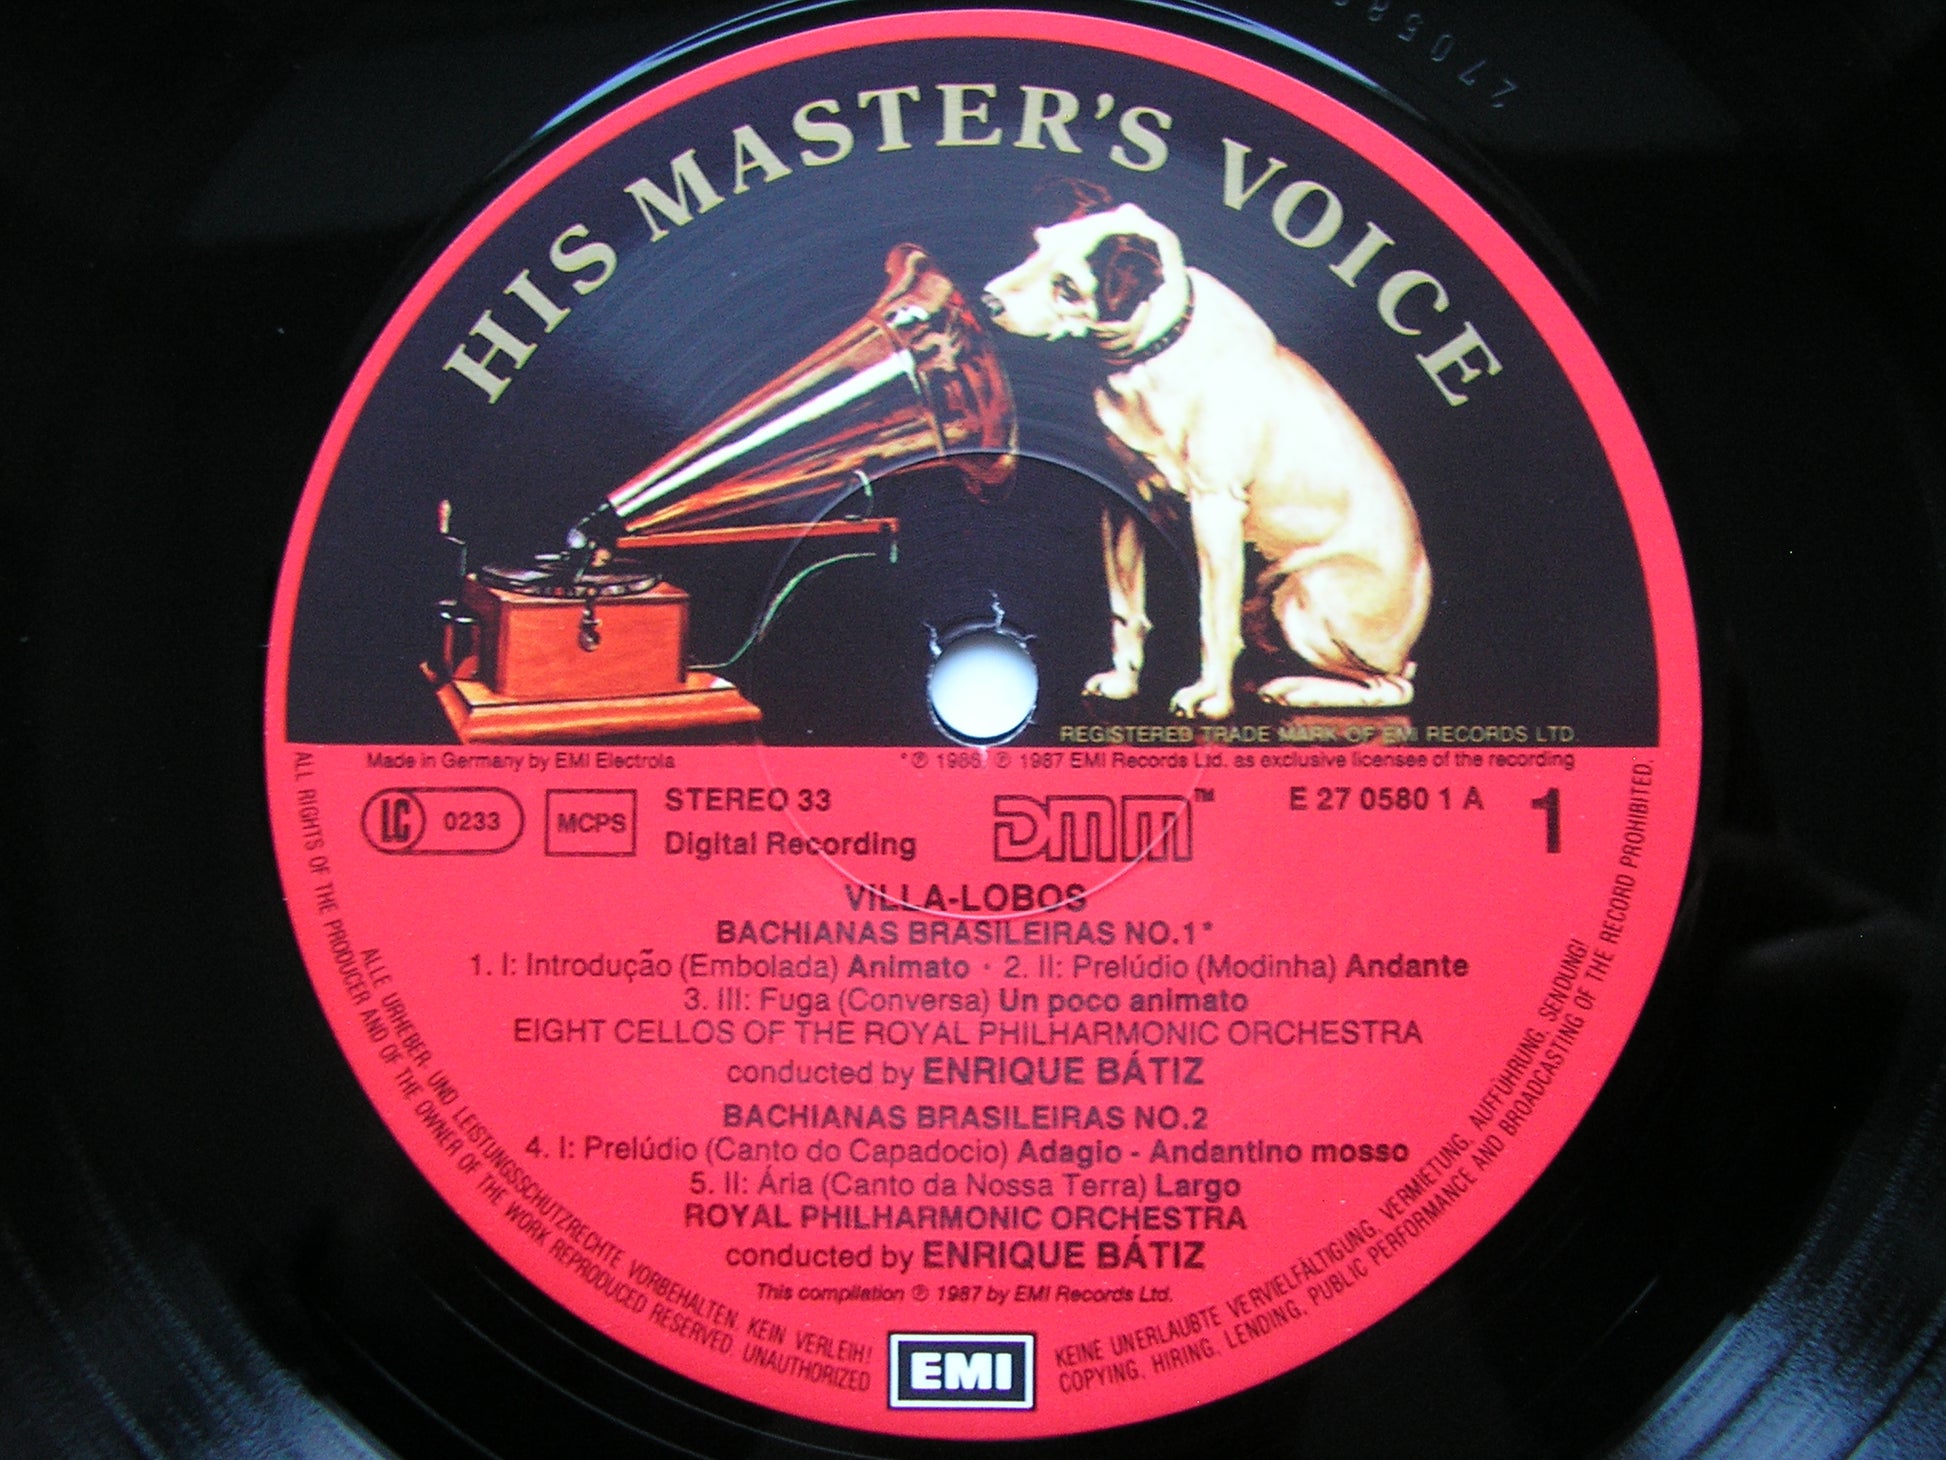 HIS MASTER'S VOICE
REGISTERED TRADE MARK OF EMI RECORDS LTD.
Made in Germany by EMI Electrola
*℗ 1986, ℗ 1987 EMI Records Ltd. as exclusive licensee of the recording
LC 0233
MCPS
STEREO 33
Digital Recording
DMM™
E 27 0580 1 A
1
VILLA-LOBOS
BACHIANAS BRASILEIRAS NO.1*
1. I: Introdução (Embolada) Animato · 2. II: Prelúdio (Modinha) Andante
3. III: Fuga (Conversa) Un poco animato
EIGHT CELLOS OF THE ROYAL PHILHARMONIC ORCHESTRA
conducted by ENRIQUE BÁTIZ
BACHIANAS BRASILEIRAS NO.2
4. I: Prelúdio (Canto do Capadocio) Adagio - Andantino mosso
5. II: Ária (Canto da Nossa Terra) Largo
ROYAL PHILHARMONIC ORCHESTRA
conducted by ENRIQUE BÁTIZ
This compilation ℗ 1987 by EMI Records Ltd.
EMI
ALLE URHEBER- UND LEISTUNGSSCHUTZRECHTE VORBEHALTEN. KEIN VERLEIH!
KEINE UNERLAUBTE VERVIELFÄLTIGUNG, VERMIETUNG, AUFFÜHRUNG, SENDUNG!
ALL RIGHTS OF THE PRODUCER AND OF THE OWNER OF THE WORK REPRODUCED RESERVED. UNAUTHORIZED
COPYING, HIRING, LENDING, PUBLIC PERFORMANCE AND BROADCASTING OF THE RECORD PROHIBITED.